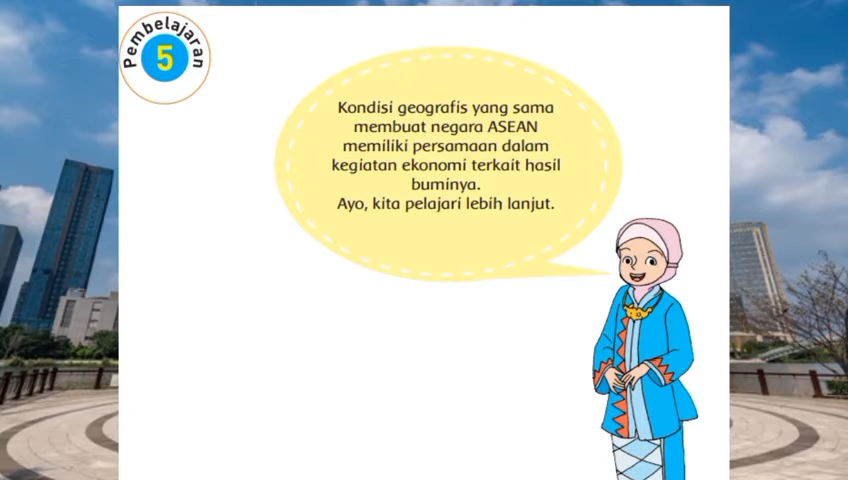 Pembelajaran
5
Kondisi geografis yang sama
membuat negara ASEAN
memiliki persamaan dalam
kegiatan ekonomi terkait hasil
buminya.
Ayo, kita pelajari lebih lanjut.